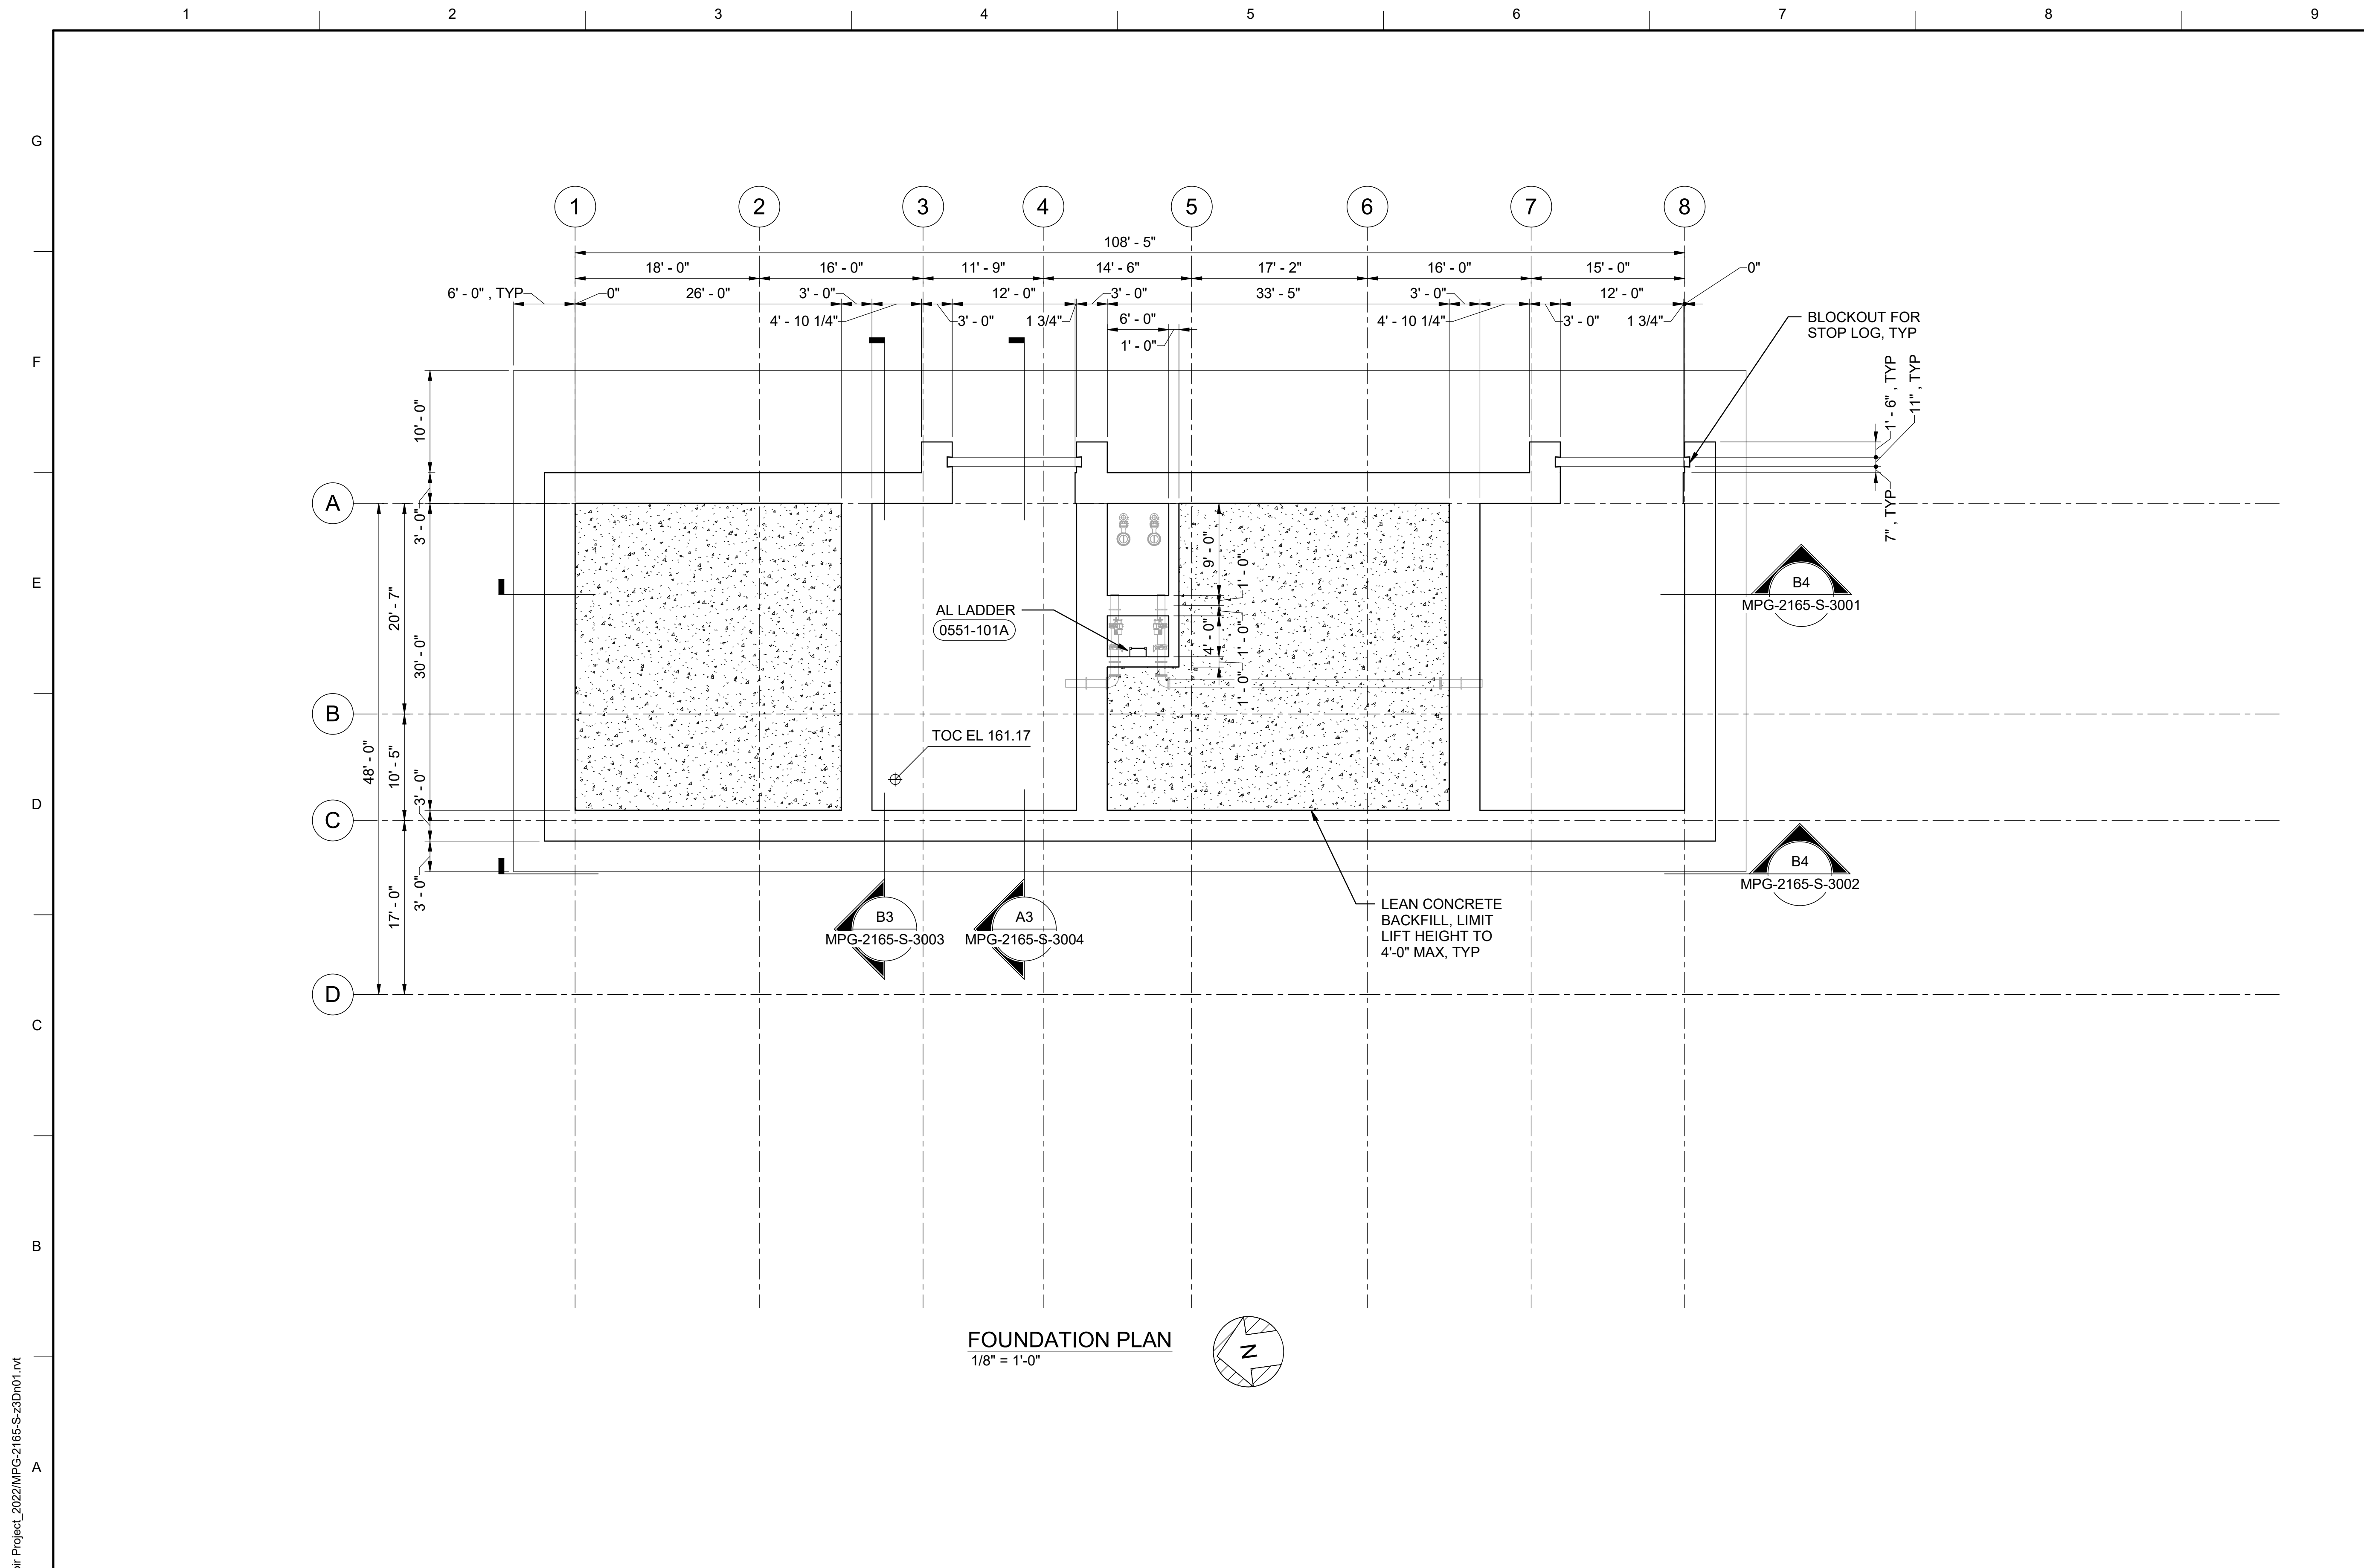 1 2 3 4 5 6 7 8 9
G
F
E
D
C
B
A
1 2 3 4 5 6 7 8
108' - 5"
18' - 0" 16' - 0" 11' - 9" 14' - 6" 17' - 2" 16' - 0" 15' - 0" 0"
6' - 0" , TYP 0" 26' - 0" 3' - 0" 12' - 0" 3' - 0" 33' - 5" 3' - 0" 12' - 0"
4' - 10 1/4" 3' - 0" 1 3/4" 6' - 0" 4' - 10 1/4" 3' - 0" 1 3/4"
1' - 0"
BLOCKOUT FOR
STOP LOG, TYP
1' - 6" , TYP
11" , TYP
7" , TYP
10' - 0"
3' - 0"
30' - 0"
3' - 0"
3' - 0"
20' - 7"
10' - 5"
17' - 0"
48' - 0"
A
B
C
D
9' - 0"
1' - 0"
4' - 0"
1' - 0"
1' - 0"
AL LADDER
0551-101A
TOC EL 161.17
B4
MPG-2165-S-3001
B4
MPG-2165-S-3002
B3
MPG-2165-S-3003
A3
MPG-2165-S-3004
LEAN CONCRETE
BACKFILL, LIMIT
LIFT HEIGHT TO
4'-0" MAX, TYP
FOUNDATION PLAN
1/8" = 1'-0"
N
Project_2022/MPG-2165-S-z3Dn01.rvt